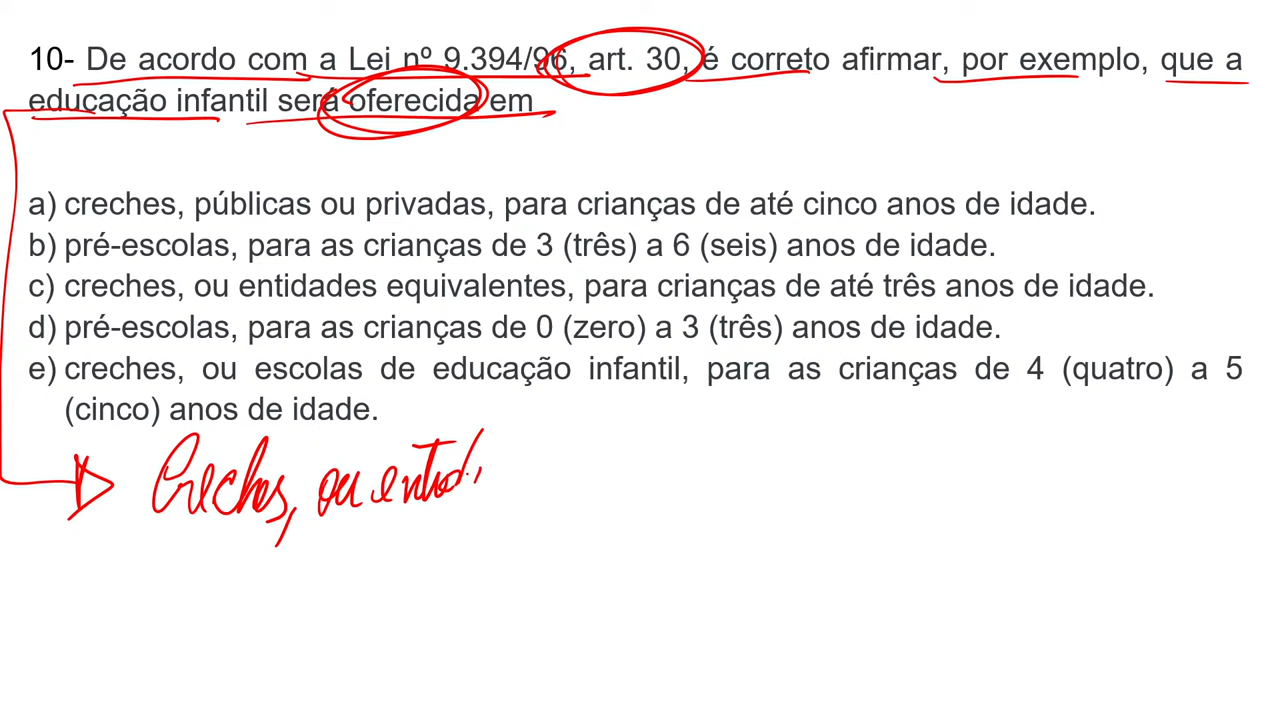 10- De acordo com a Lei nº 9.394/96, art. 30, é correto afirmar, por exemplo, que a
educação infantil será oferecida em
a) creches, públicas ou privadas, para crianças de até cinco anos de idade.
b) pré-escolas, para as crianças de 3 (três) a 6 (seis) anos de idade.
c) creches, ou entidades equivalentes, para crianças de até três anos de idade.
d) pré-escolas, para as crianças de 0 (zero) a 3 (três) anos de idade.
e) creches, ou escolas de educação infantil, para as crianças de 4 (quatro) a 5
(cinco) anos de idade.
Creches, ou entid